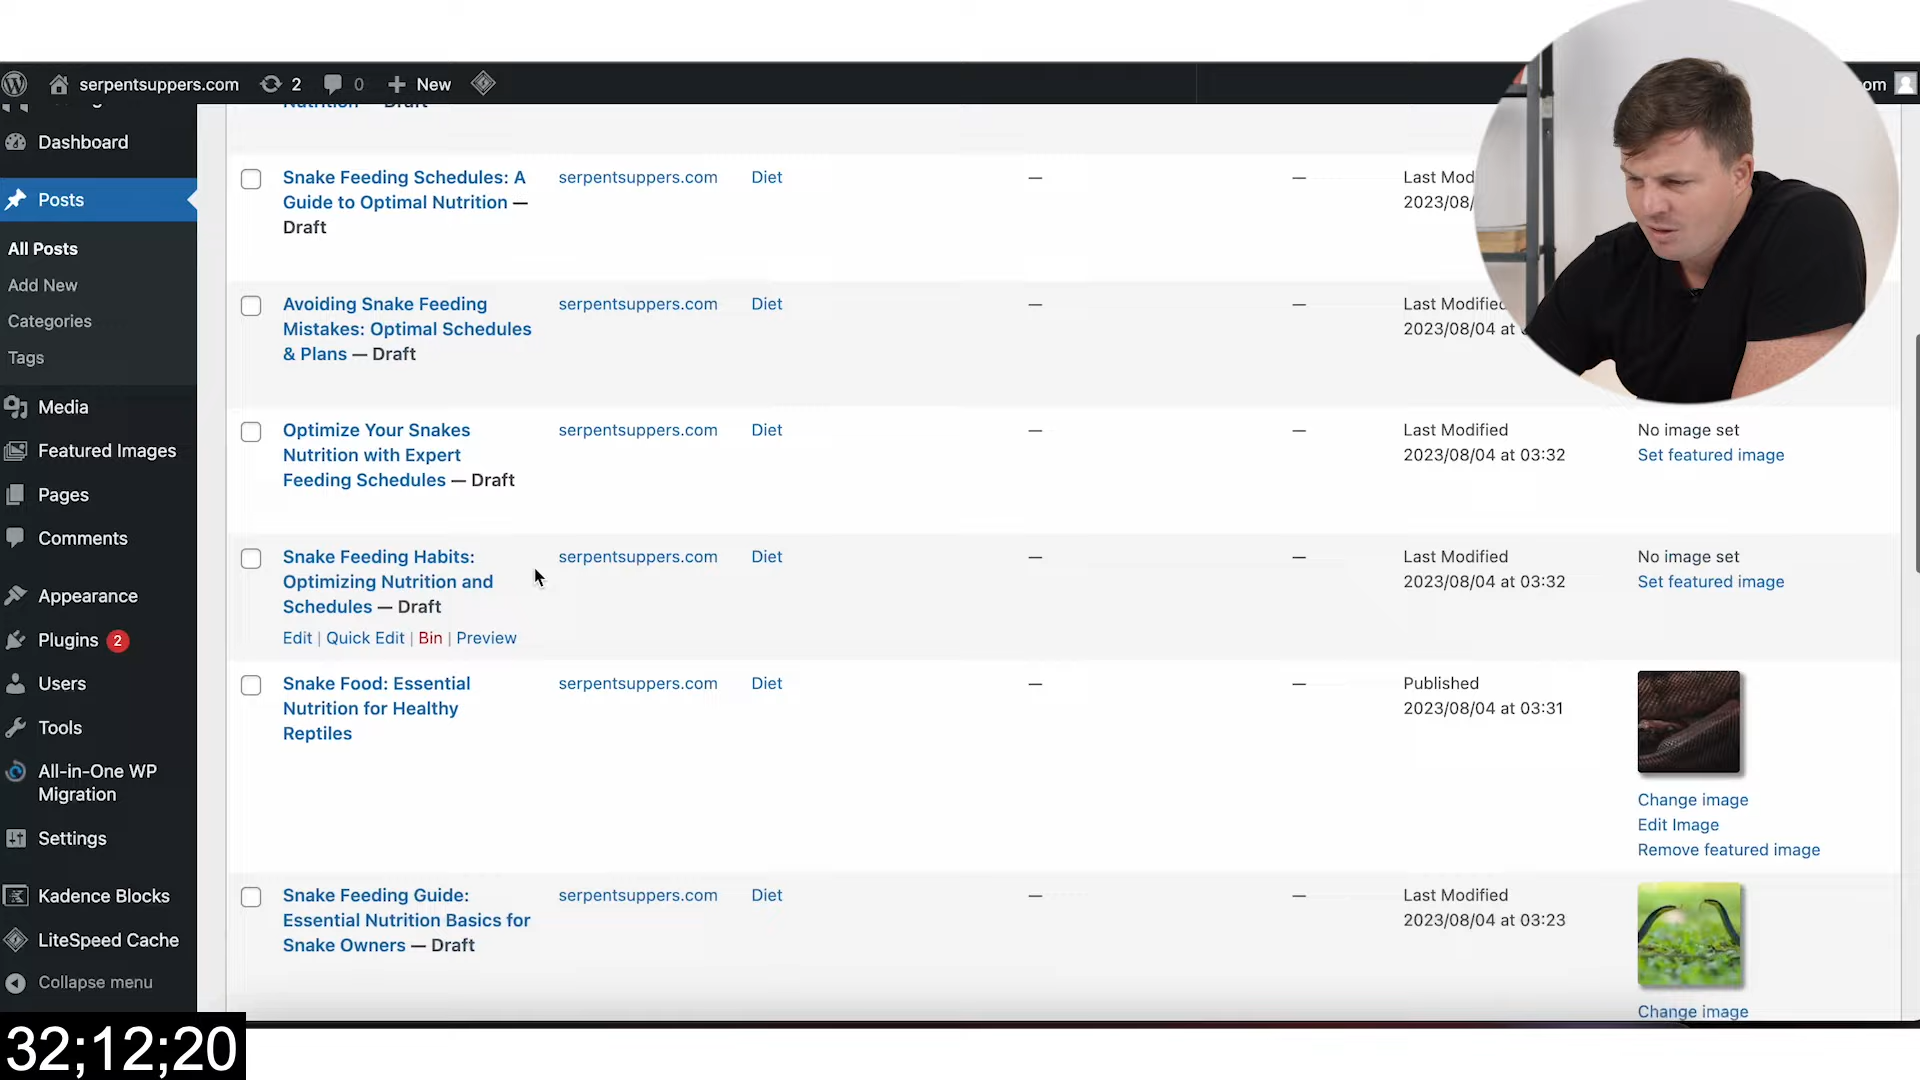 serpentsuppers.com 2 0 New om
Nutrition — Draft
Dashboard
Posts
All Posts
Add New
Categories
Tags
Media
Featured Images
Pages
Comments
Appearance
Plugins 2
Users
Tools
All-in-One WP
Migration
Settings
Kadence Blocks
LiteSpeed Cache
Collapse menu
Snake Feeding Schedules: A
Guide to Optimal Nutrition —
Draft
serpentsuppers.com
Diet
—
—
Last Mod
2023/08/
Avoiding Snake Feeding
Mistakes: Optimal Schedules
& Plans — Draft
serpentsuppers.com
Diet
—
—
Last Modified
2023/08/04 at
Optimize Your Snakes
Nutrition with Expert
Feeding Schedules — Draft
serpentsuppers.com
Diet
—
—
Last Modified
2023/08/04 at 03:32
No image set
Set featured image
Snake Feeding Habits:
Optimizing Nutrition and
Schedules — Draft
Edit | Quick Edit | Bin | Preview
serpentsuppers.com
Diet
—
—
Last Modified
2023/08/04 at 03:32
No image set
Set featured image
Snake Food: Essential
Nutrition for Healthy
Reptiles
serpentsuppers.com
Diet
—
—
Published
2023/08/04 at 03:31
Change image
Edit Image
Remove featured image
Snake Feeding Guide:
Essential Nutrition Basics for
Snake Owners — Draft
serpentsuppers.com
Diet
—
—
Last Modified
2023/08/04 at 03:23
Change image
32;12;20